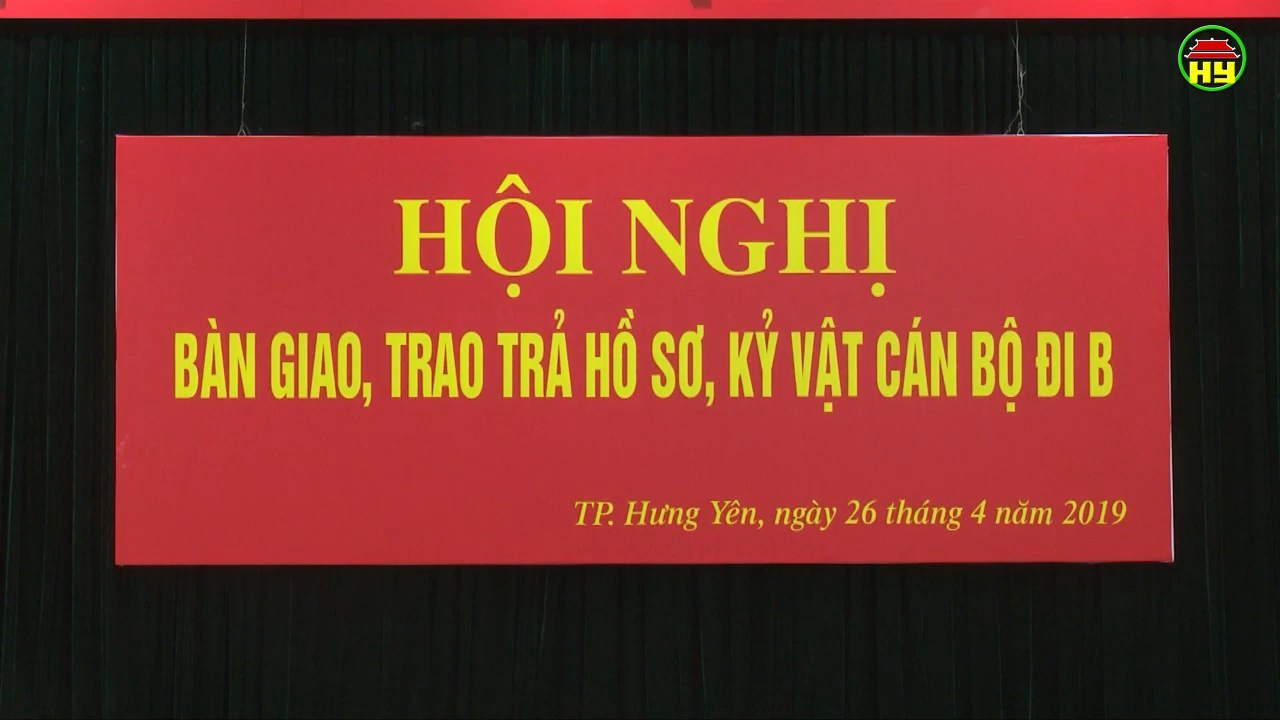 HY
HỘI NGHỊ
BÀN GIAO, TRAO TRẢ HỒ SƠ, KỶ VẬT CÁN BỘ ĐI B
TP. Hưng Yên, ngày 26 tháng 4 năm 2019